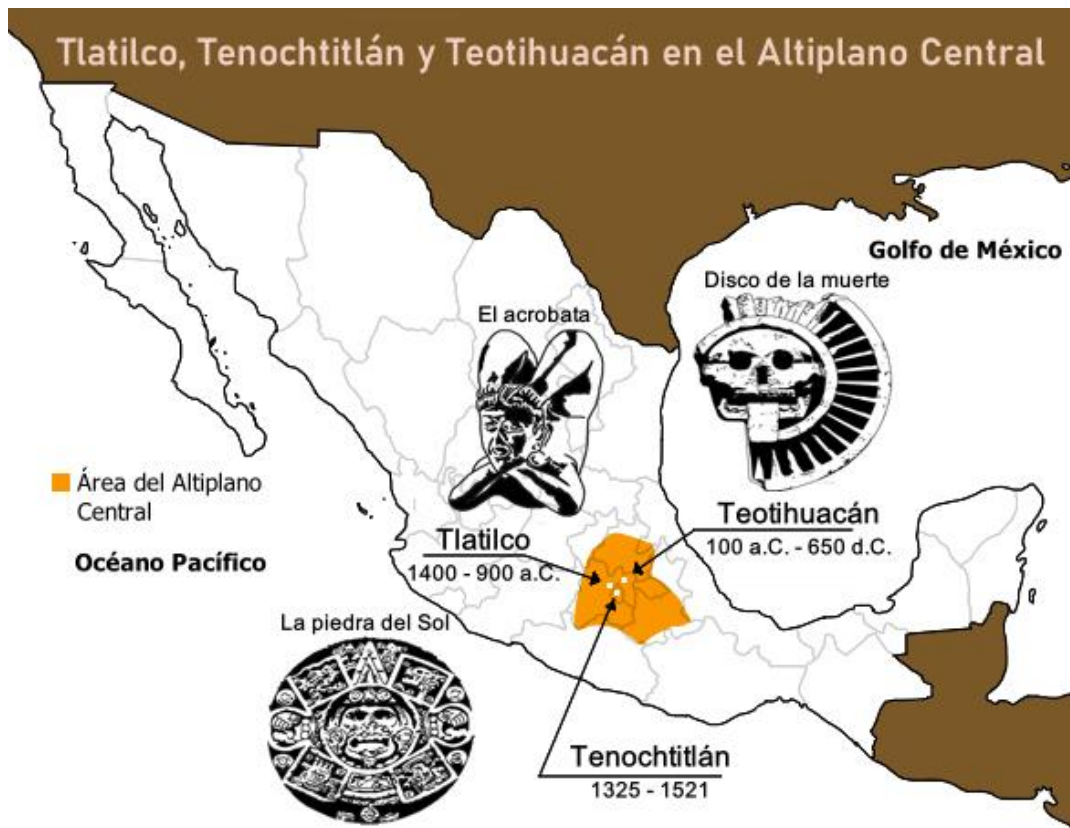 Tlatilco, Tenochtitlán y Teotihuacán en el Altiplano Central
Golfo de México
Disco de la muerte
El acrobata
Área del Altiplano
Central
Teotihuacán
100 a.C. - 650 d.C.
Tlatilco
1400 - 900 a.C.
Océano Pacífico
La piedra del Sol
Tenochtitlán
1325 - 1521